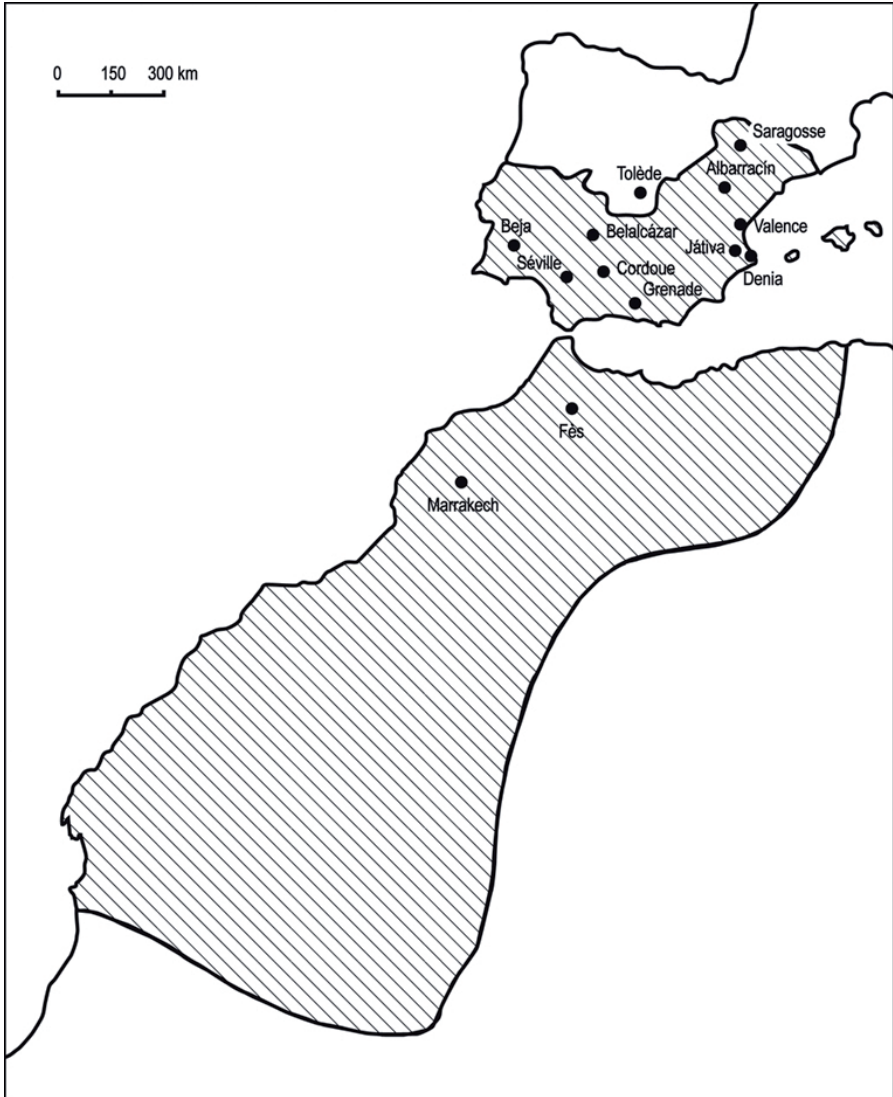 0 150 300 km
Saragosse
Albarracín
Tolède
Valence
Beja
Belalcázar
Játiva
Séville
Cordoue
Denia
Grenade
Fès
Marrakech